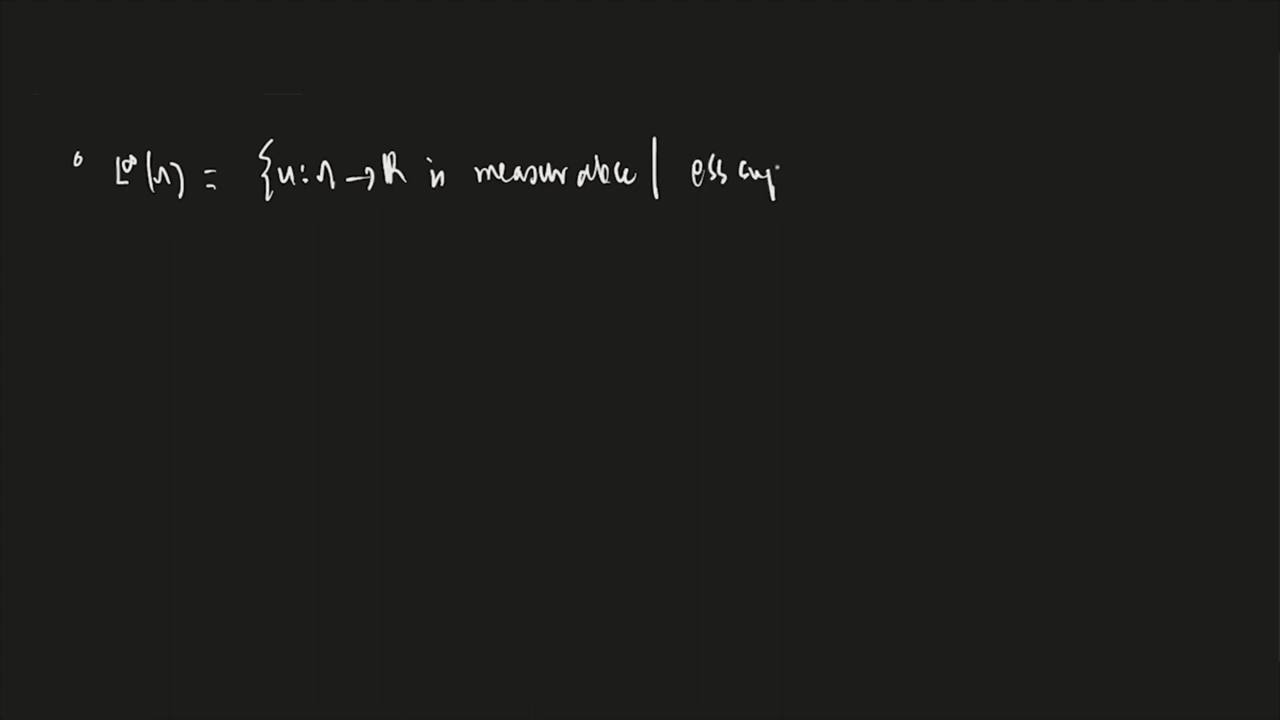 • L^∞(Ω) = {u: Ω → ℝ is measurable | ess sup